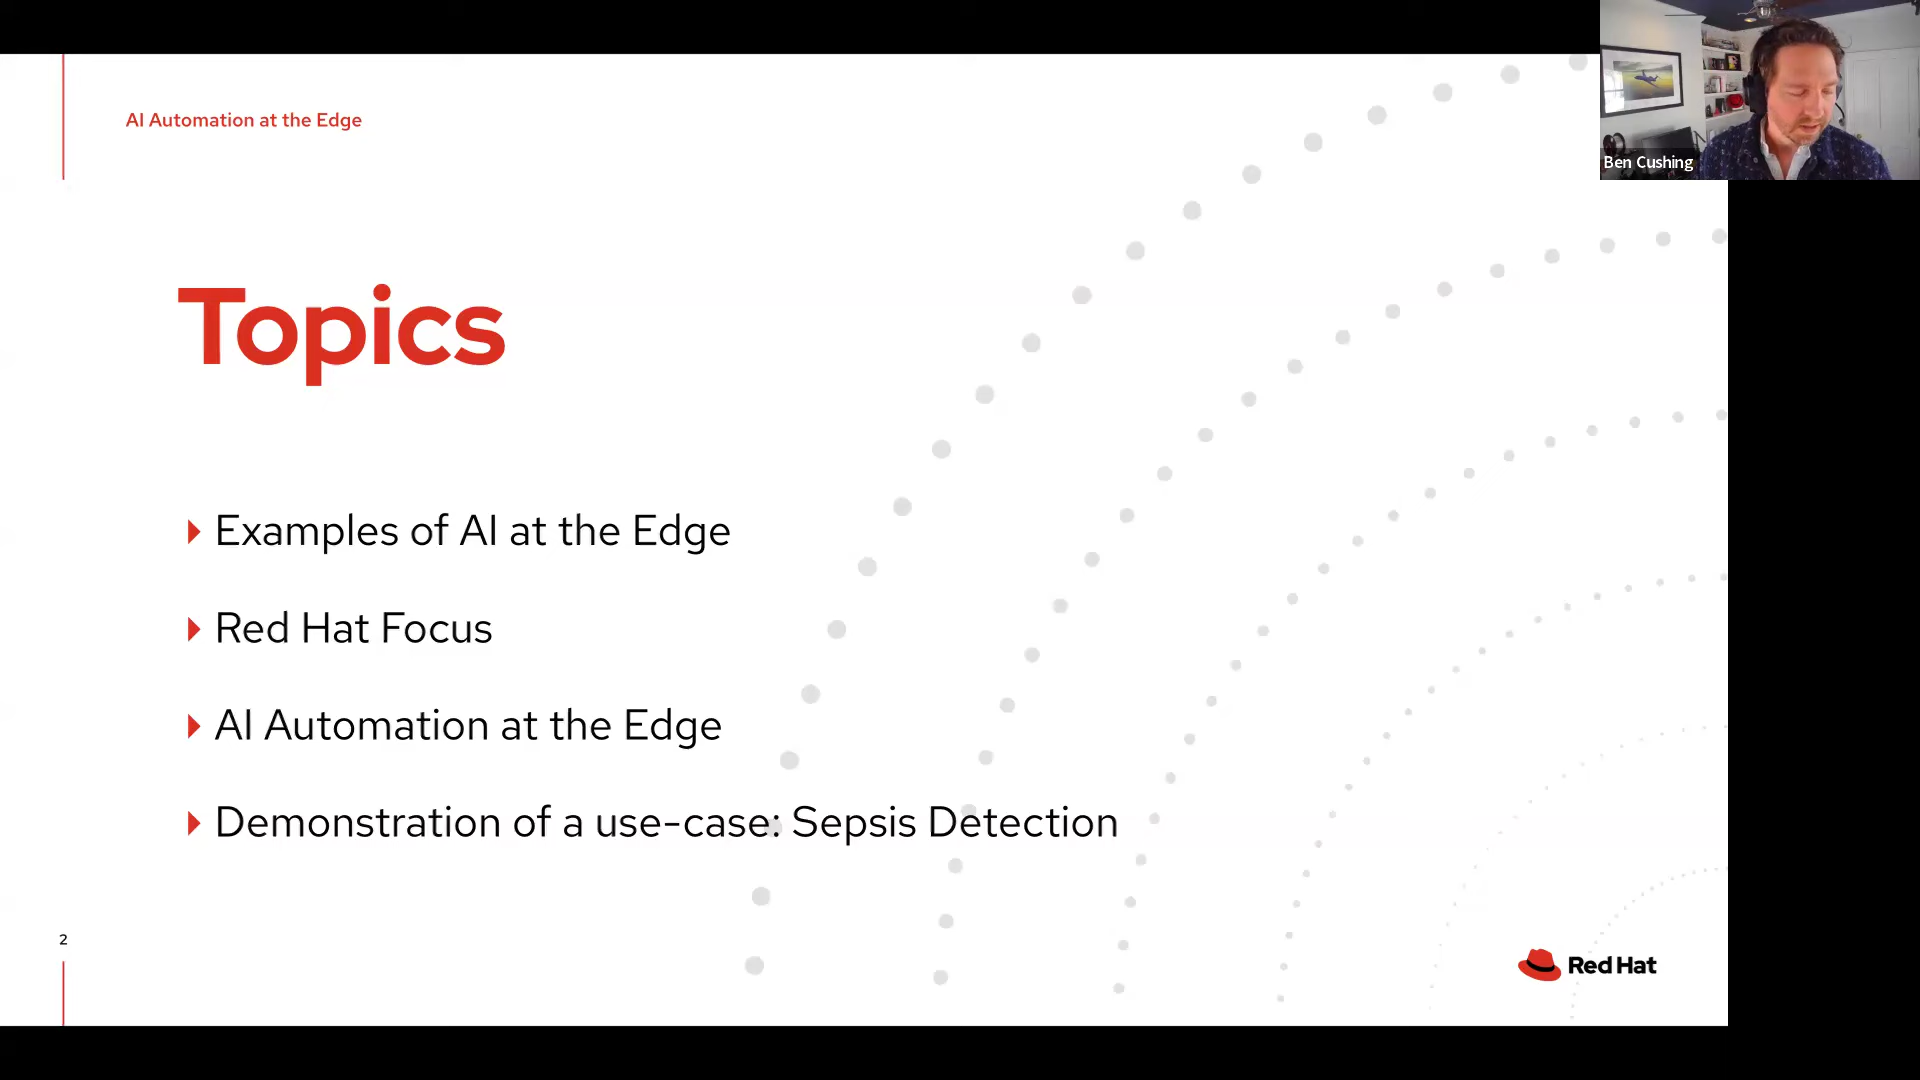 AI Automation at the Edge
Ben Cushing
Topics
Examples of AI at the Edge
Red Hat Focus
AI Automation at the Edge
Demonstration of a use-case: Sepsis Detection
2
Red Hat